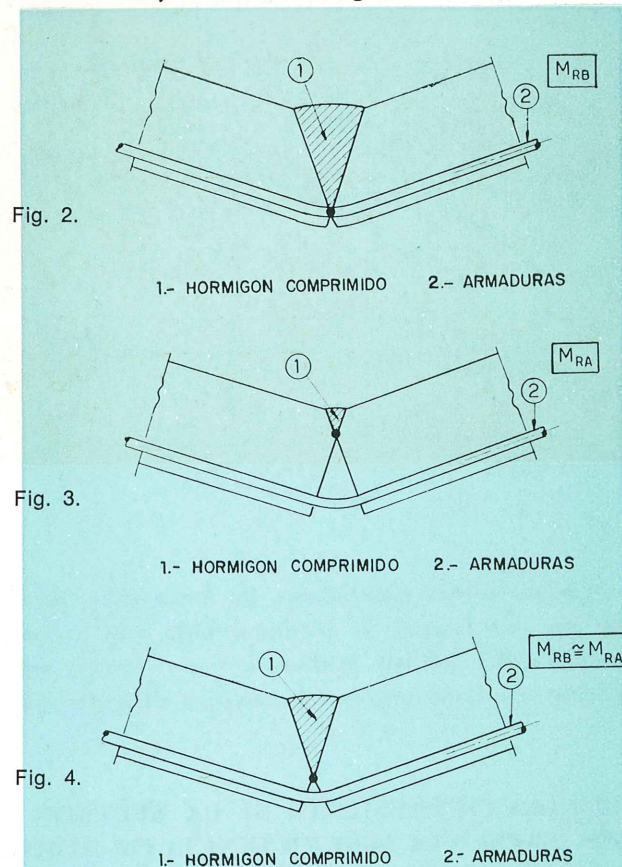 1
M_RB
2
Fig. 2.
1.- HORMIGON COMPRIMIDO 2.- ARMADURAS
1
M_RA
2
Fig. 3.
1.- HORMIGON COMPRIMIDO 2.- ARMADURAS
1
M_RB ≅ M_RA
2
Fig. 4.
1.- HORMIGON COMPRIMIDO 2.- ARMADURAS